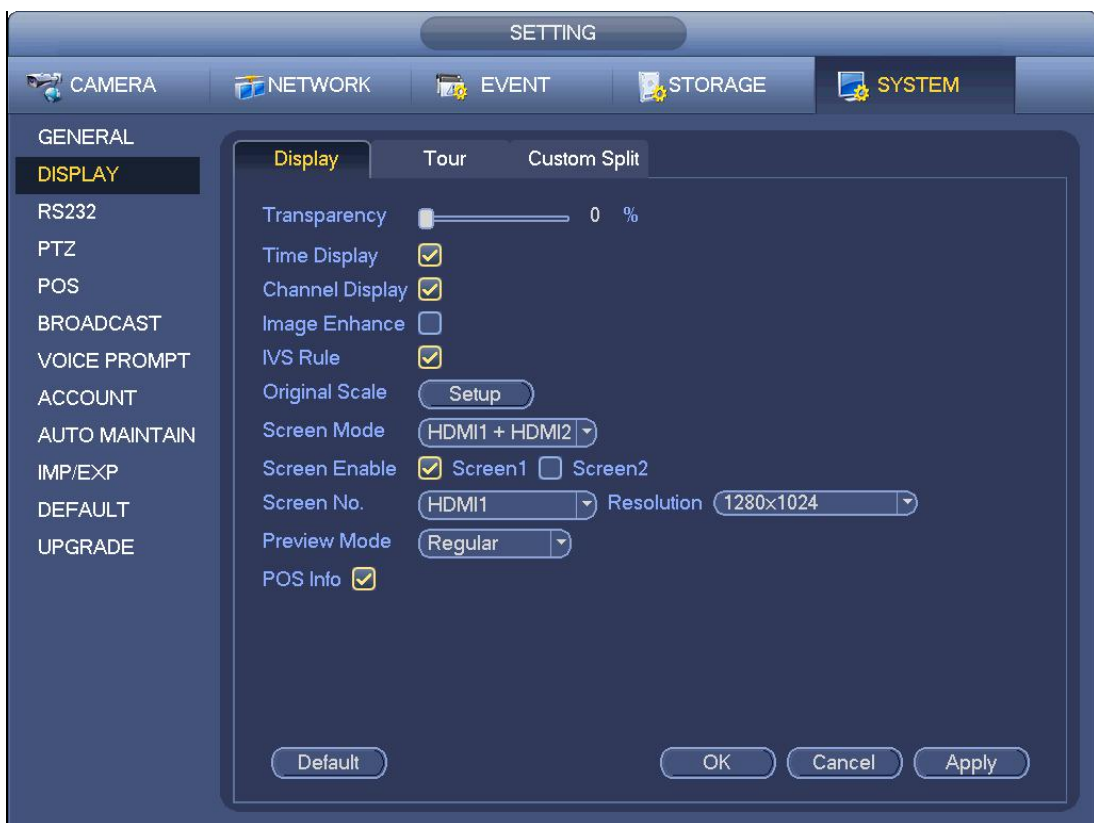 SETTING
CAMERA NETWORK EVENT STORAGE SYSTEM
GENERAL
DISPLAY
RS232
PTZ
POS
BROADCAST
VOICE PROMPT
ACCOUNT
AUTO MAINTAIN
IMP/EXP
DEFAULT
UPGRADE
Display Tour Custom Split
Transparency 0 %
Time Display
Channel Display
Image Enhance
IVS Rule
Original Scale Setup
Screen Mode HDMI1 + HDMI2
Screen Enable Screen1 Screen2
Screen No. HDMI1 Resolution 1280x1024
Preview Mode Regular
POS Info
Default OK Cancel Apply